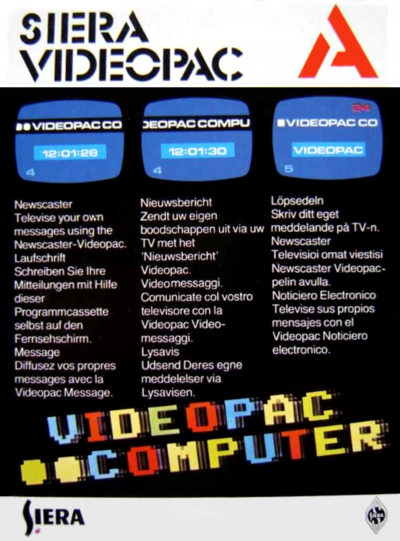 SIERA
VIDEOPAC
A
VIDEOPAC CO
12:01:26
4
DEOPAC COMPU
12:01:30
4
24
VIDEOPAC CO
VIDEOPAC
5
Newscaster
Televise your own
messages using the
Newscaster-Videopac.
Laufschrift
Schreiben Sie Ihre
Mitteilungen mit Hilfe
dieser
Programmcassette
selbst auf den
Fernsehschirm.
Message
Diffusez vos propres
messages avec la
Videopac Message.
Nieuwsbericht
Zendt uw eigen
boodschappen uit via uw
TV met het
'Nieuwsbericht'
Videopac.
Videomessaggi.
Comunicate col vostro
televisore con la
Videopac Video-
messaggi.
Lysavis
Udsend Deres egne
meddelelser via
Lysavisen.
Löpsedeln
Skriv ditt eget
meddelande på TV-n.
Newscaster
Televisioi omat viestisi
Newscaster Videopac-
pelin avulla.
Noticiero Electronico
Televise sus propios
mensajes con el
Videopac Noticiero
electronico.
VIDEOPAC
COMPUTER
SIERA